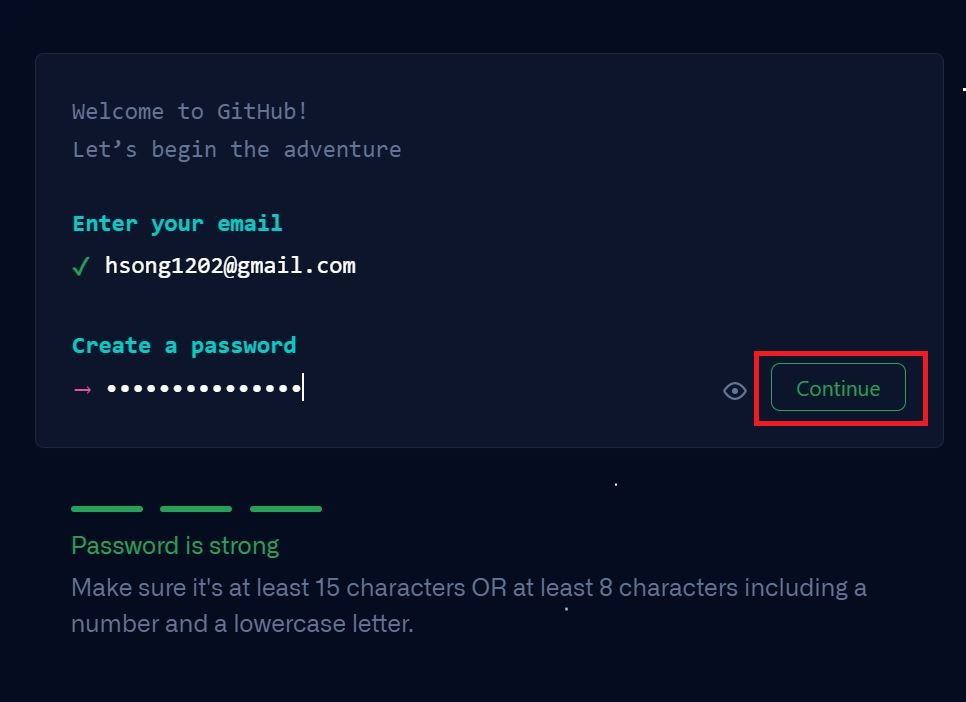 Welcome to GitHub!
Let’s begin the adventure
Enter your email
✓ hsong1202@gmail.com
Create a password
→ •••••••••••••••
Continue
Password is strong
Make sure it's at least 15 characters OR at least 8 characters including a
number and a lowercase letter.